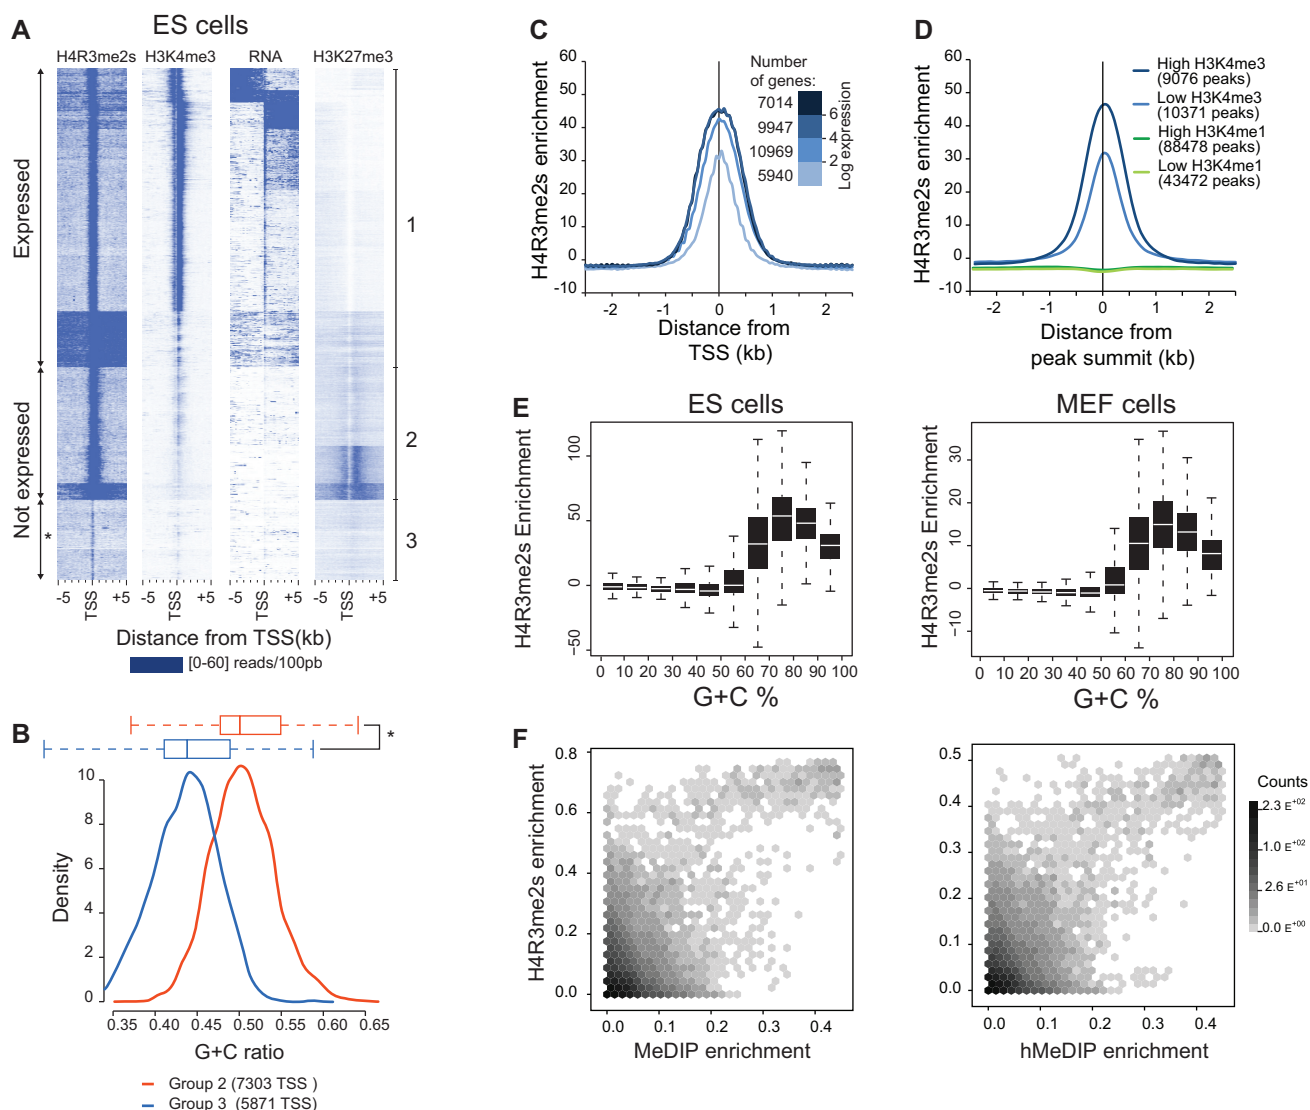 A
ES cells
H4R3me2s H3K4me3 RNA H3K27me3
Expressed
Not expressed
*
1
2
3
-5 TSS +5 -5 TSS +5 -5 TSS +5 -5 TSS +5
Distance from TSS(kb)
[0-60] reads/100pb
B
*
Density
10
8
6
4
2
0
0.35 0.40 0.45 0.50 0.55 0.60 0.65
G+C ratio
Group 2 (7303 TSS )
Group 3 (5871 TSS)
C
H4R3me2s enrichment
60
50
40
30
20
10
0
-10
Number
of genes:
7014
9947
10969
5940
6
4
2
Log expression
-2 -1 0 1 2
Distance from
TSS (kb)
D
H4R3me2s enrichment
60
50
40
30
20
10
0
-10
High H3K4me3
(9076 peaks)
Low H3K4me3
(10371 peaks)
High H3K4me1
(88478 peaks)
Low H3K4me1
(43472 peaks)
-2 -1 0 1 2
Distance from
peak summit (kb)
E
ES cells
H4R3me2s Enrichment
100
50
0
−50
0 10 20 30 40 50 60 70 80 90 100
G+C %
MEF cells
H4R3me2s Enrichment
30
20
10
0
−10
0 10 20 30 40 50 60 70 80 90 100
G+C %
F
H4R3me2s enrichment
0.8
0.6
0.4
0.2
0.0
0.0 0.1 0.2 0.3 0.4
MeDIP enrichment
0.5
0.4
0.3
0.2
0.1
0.0
0.0 0.1 0.2 0.3 0.4
hMeDIP enrichment
Counts
2.3 E+02
1.0 E+02
2.6 E+01
0.0 E+00